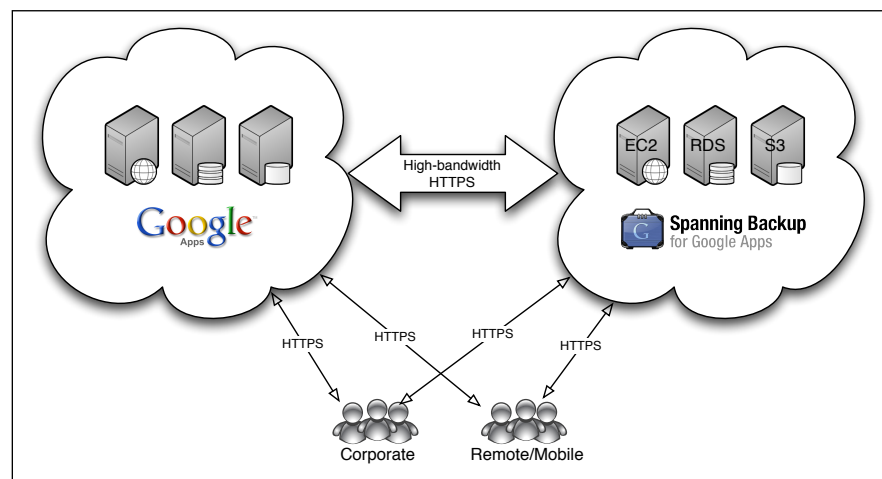 EC2
RDS
S3
High-bandwidth
HTTPS
Google™
Apps
G
Spanning Backup
for Google Apps
HTTPS
HTTPS
HTTPS
HTTPS
Corporate
Remote/Mobile